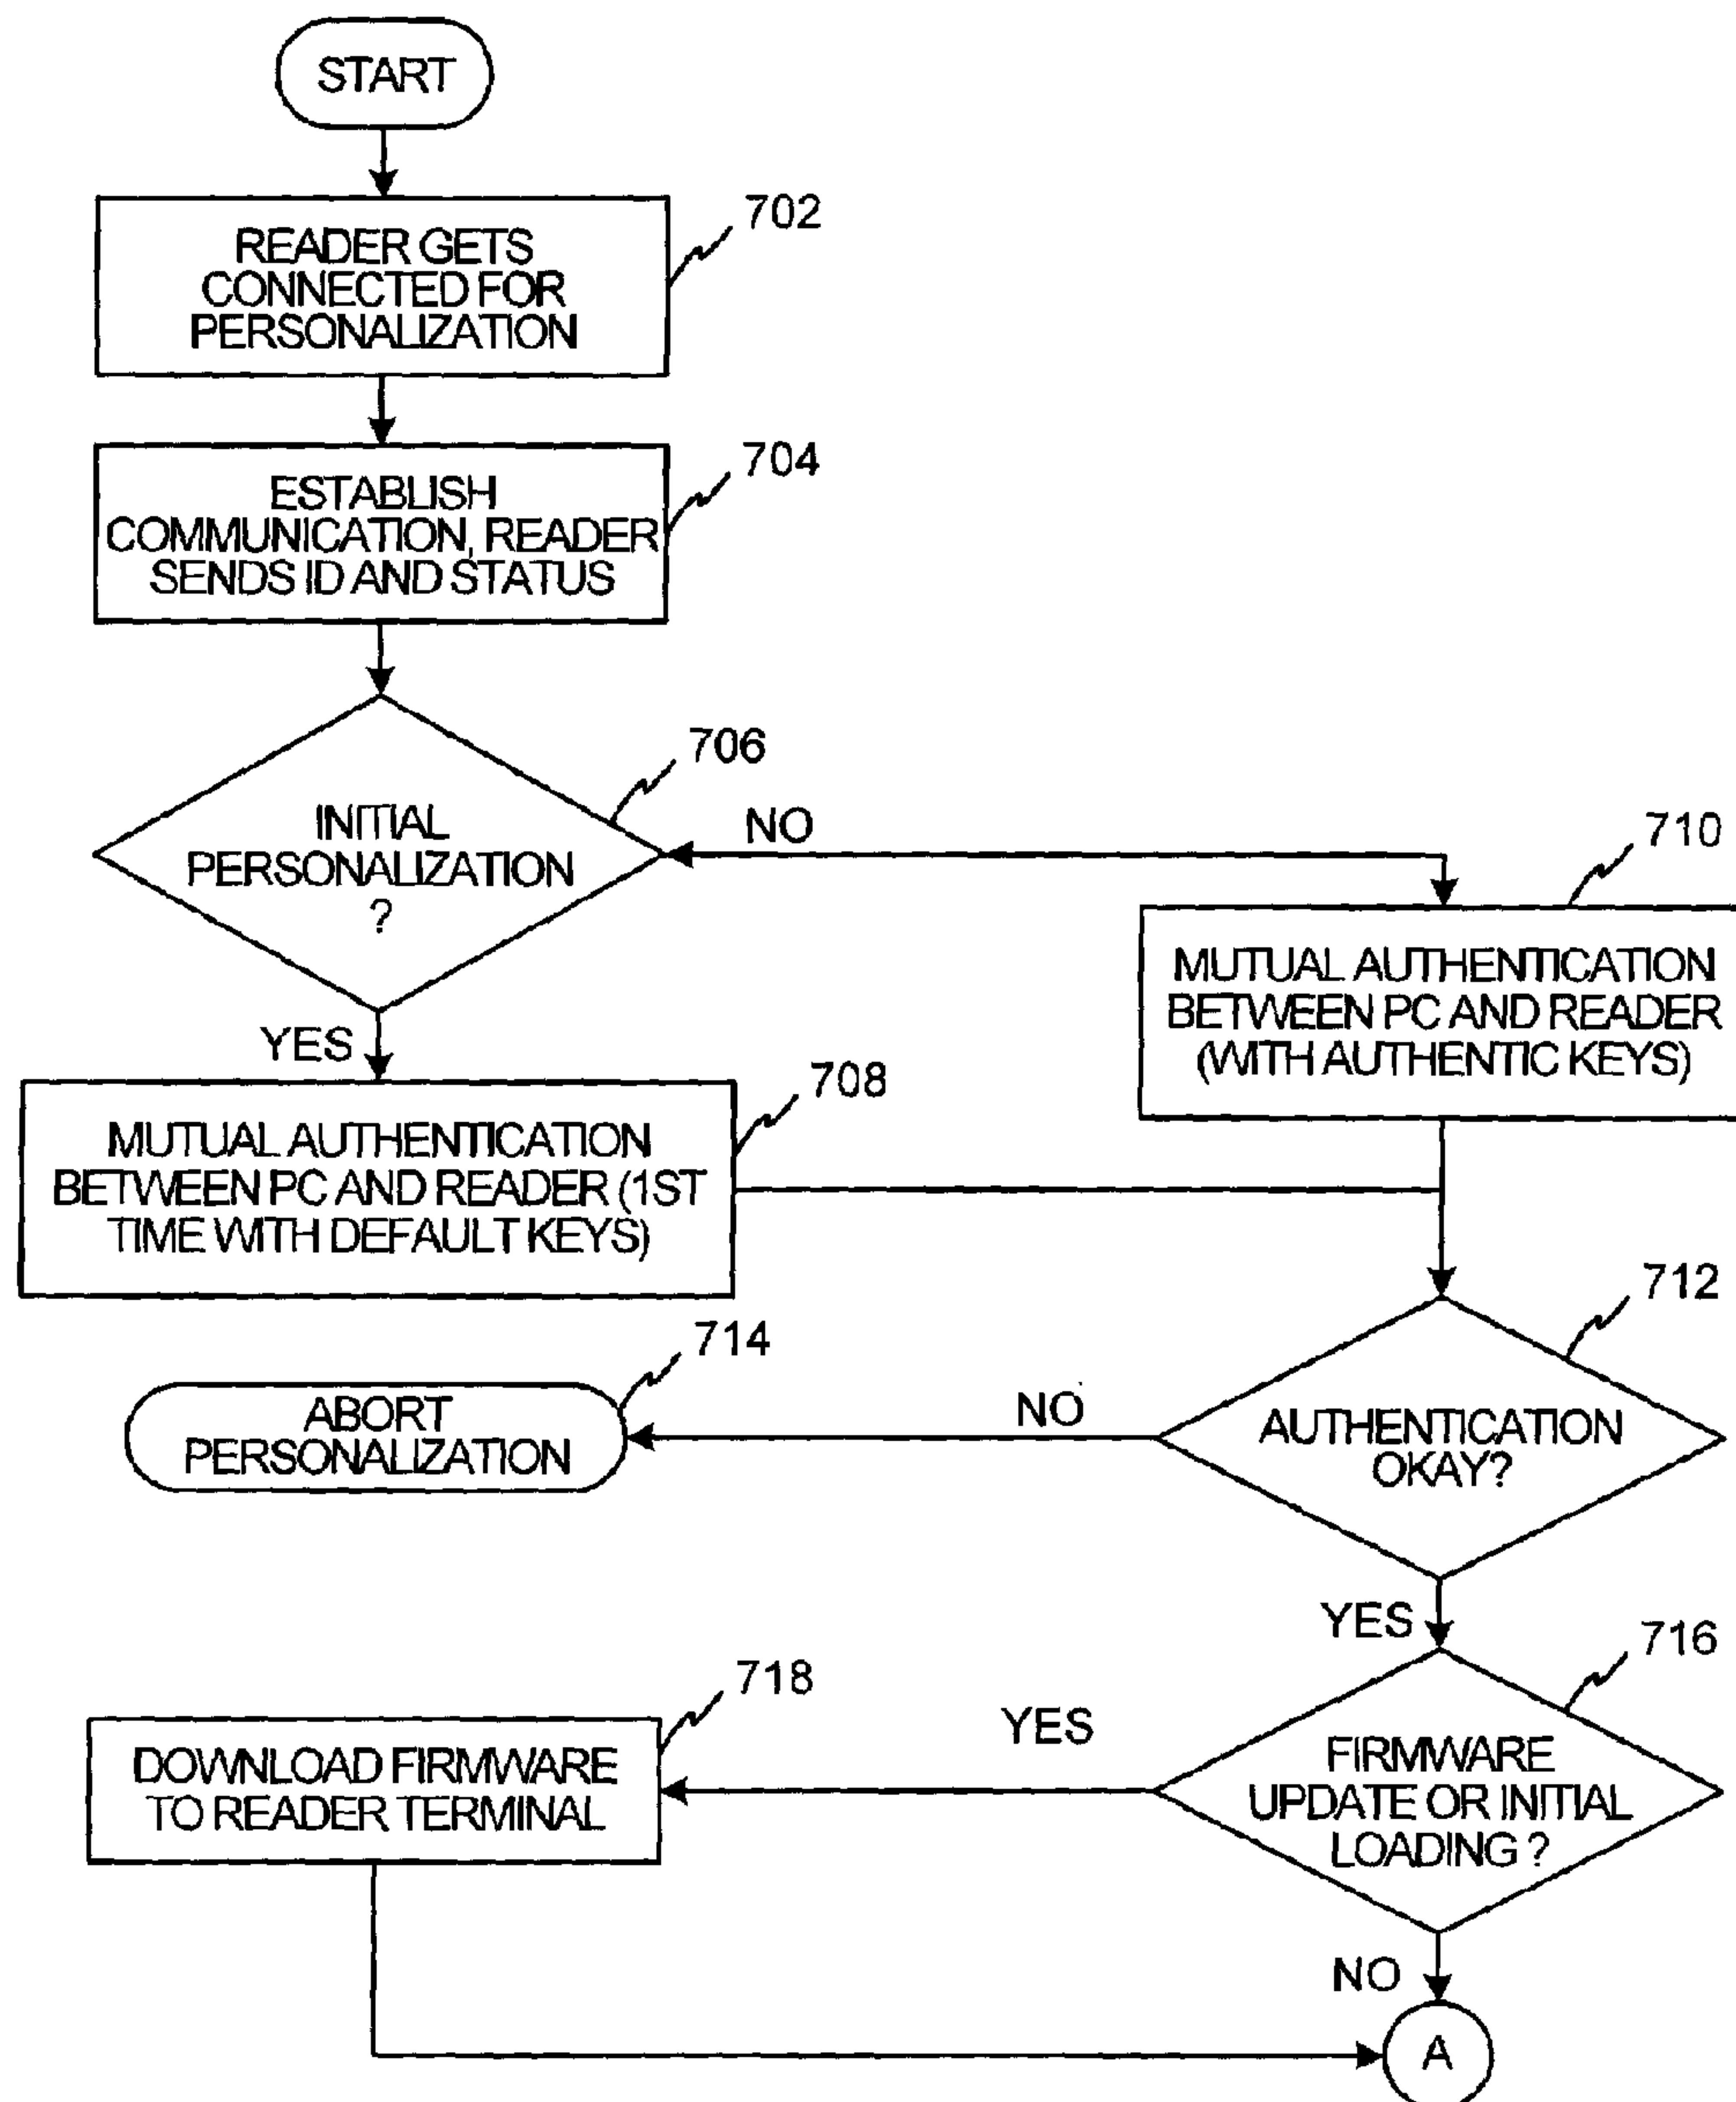 START
702
READER GETS
CONNECTED FOR
PERSONALIZATION
704
ESTABLISH
COMMUNICATION, READER
SENDS ID AND STATUS
706
INITIAL
PERSONALIZATION
?
NO
710
MUTUAL AUTHENTICATION
BETWEEN PC AND READER
(WITH AUTHENTIC KEYS)
YES
708
MUTUAL AUTHENTICATION
BETWEEN PC AND READER (1ST
TIME WITH DEFAULT KEYS)
712
AUTHENTICATION
OKAY?
NO
714
ABORT
PERSONALIZATION
YES
716
FIRMWARE
UPDATE OR INITIAL
LOADING ?
YES
718
DOWNLOAD FIRMWARE
TO READER TERMINAL
NO
A